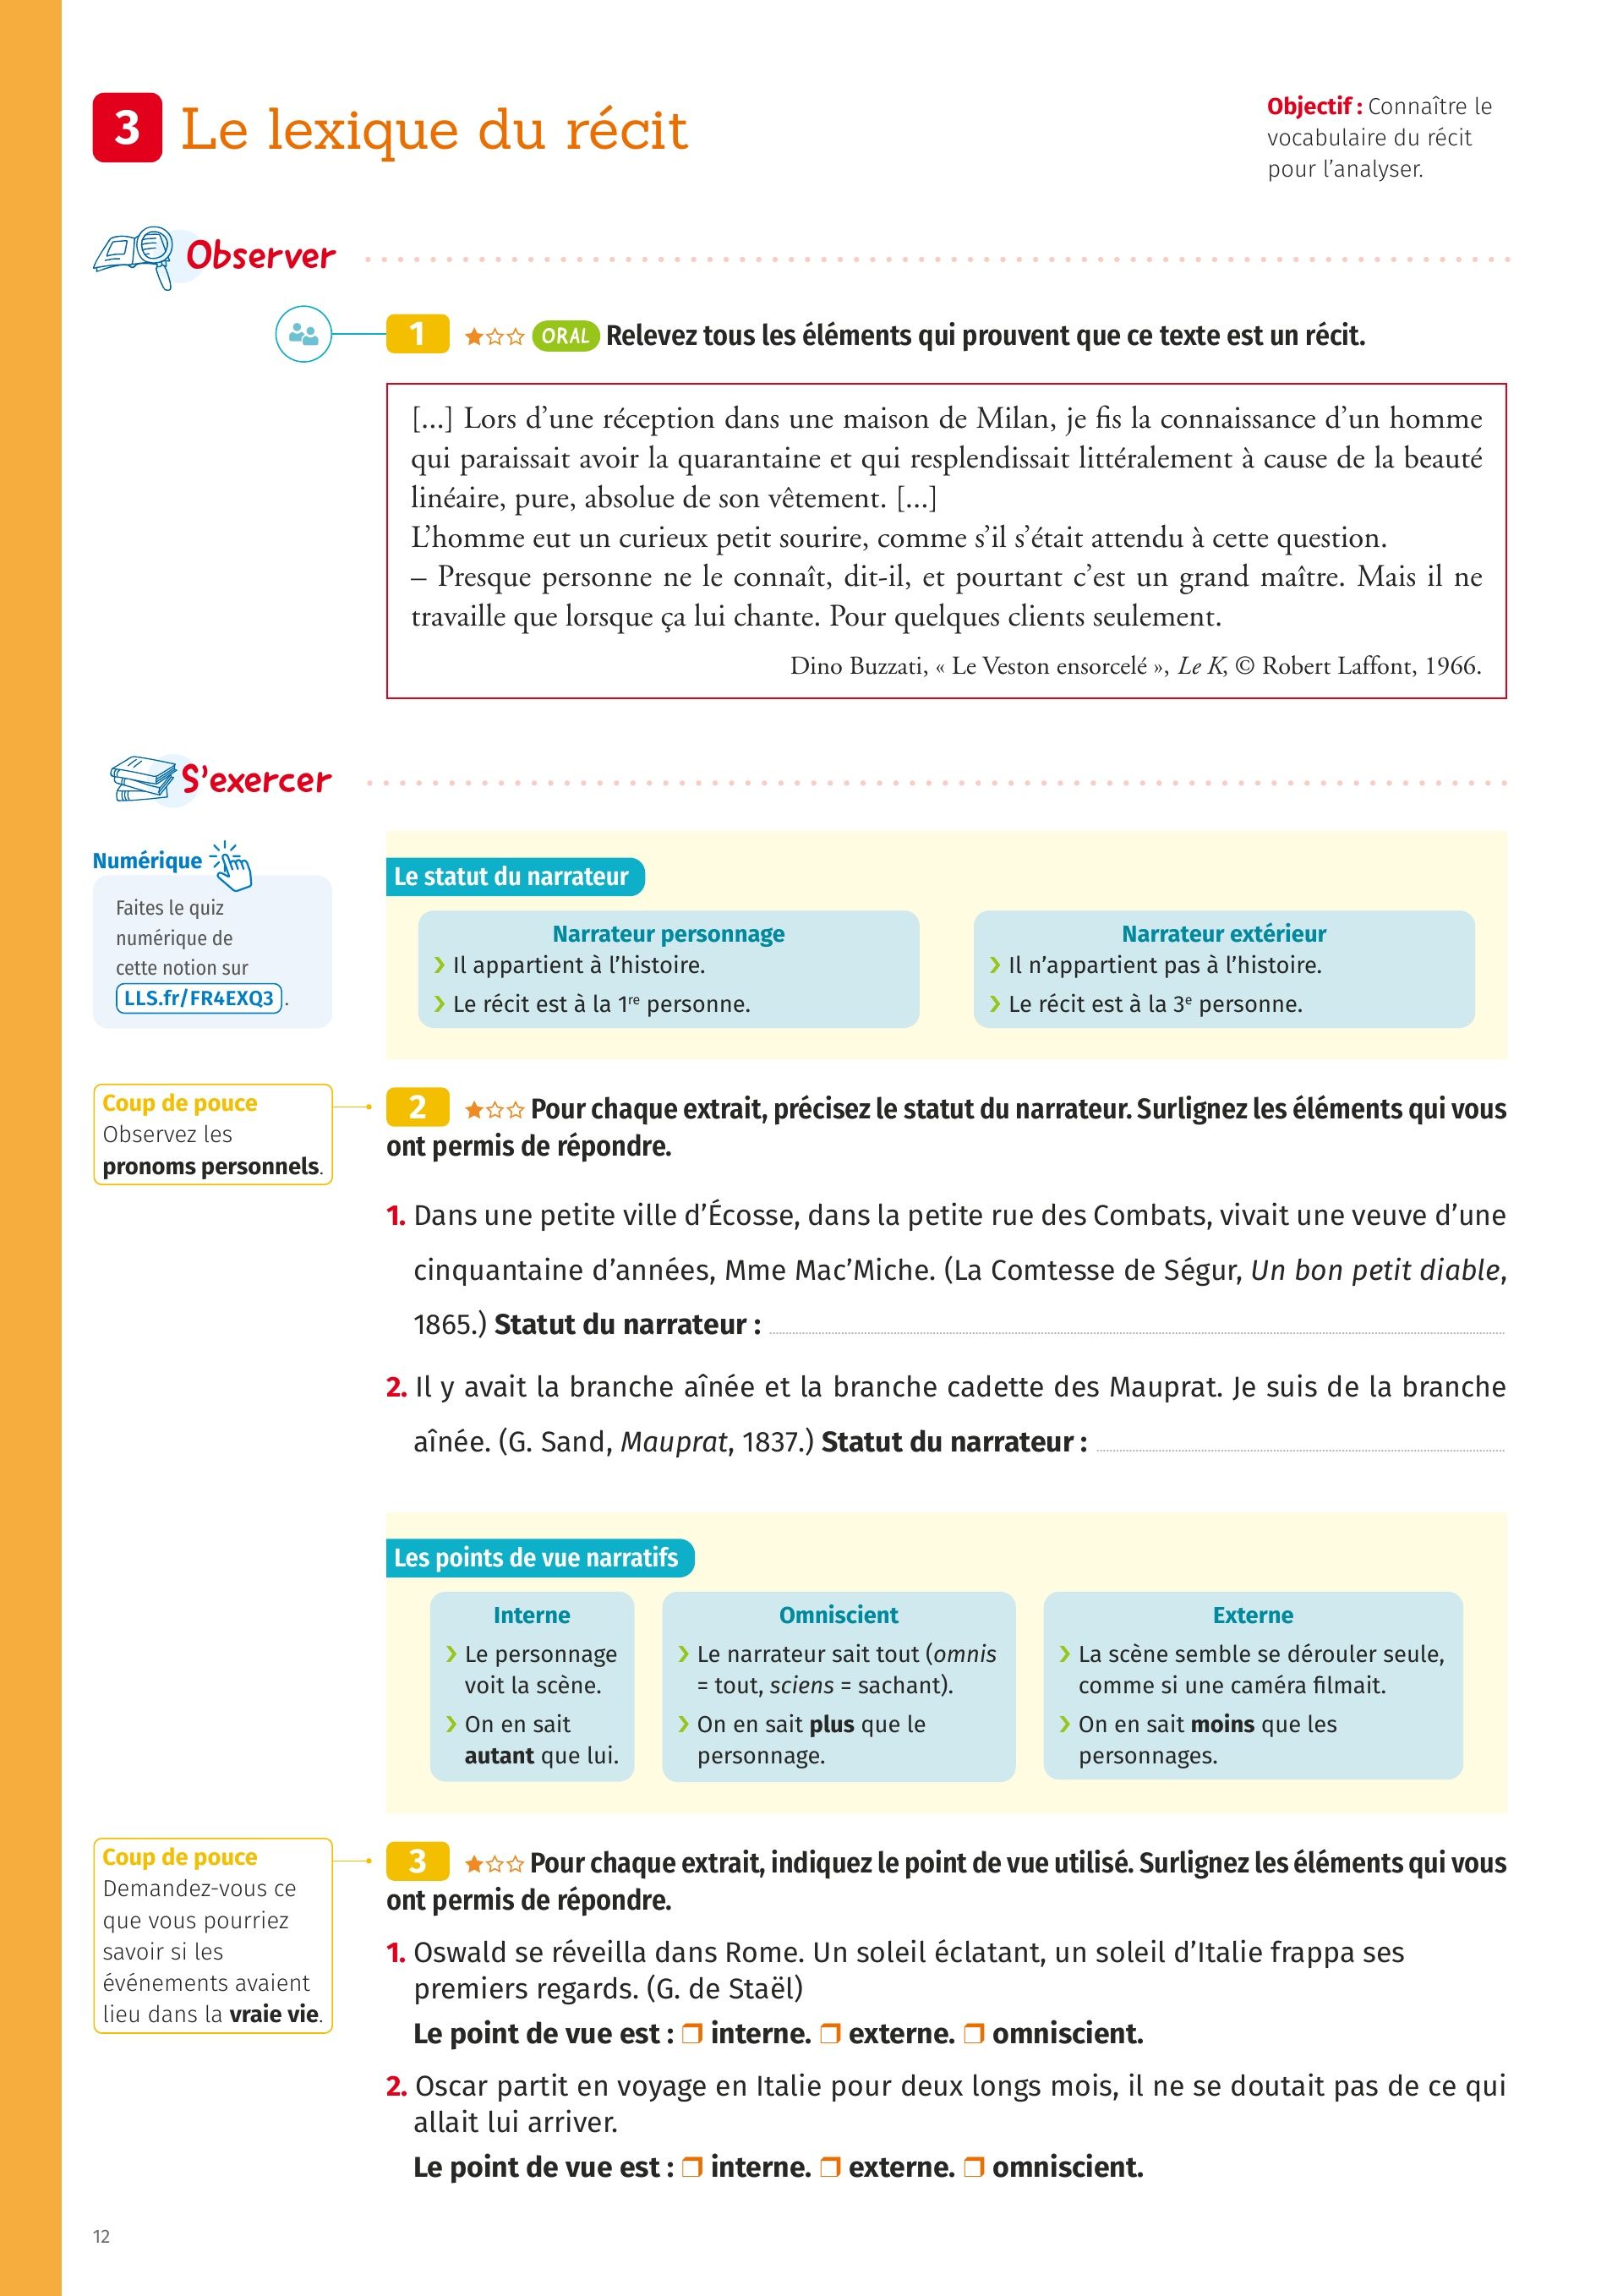 3 Le lexique du récit
Objectif : Connaître le
vocabulaire du récit
pour l'analyser.
Observer
1 ORAL Relevez tous les éléments qui prouvent que ce texte est un récit.
[…] Lors d'une réception dans une maison de Milan, je fis la connaissance d'un homme
qui paraissait avoir la quarantaine et qui resplendissait littéralement à cause de la beauté
linéaire, pure, absolue de son vêtement. […]
L'homme eut un curieux petit sourire, comme s'il s'était attendu à cette question.
– Presque personne ne le connaît, dit-il, et pourtant c'est un grand maître. Mais il ne
travaille que lorsque ça lui chante. Pour quelques clients seulement.
Dino Buzzati, « Le Veston ensorcelé », Le K, © Robert Laffont, 1966.
S'exercer
Numérique
Faites le quiz
numérique de
cette notion sur
LLS.fr/FR4EXQ3.
Le statut du narrateur
Narrateur personnage
Il appartient à l'histoire.
Le récit est à la 1re personne.
Narrateur extérieur
Il n'appartient pas à l'histoire.
Le récit est à la 3e personne.
Coup de pouce
Observez les
pronoms personnels.
2 Pour chaque extrait, précisez le statut du narrateur. Surlignez les éléments qui vous
ont permis de répondre.
1. Dans une petite ville d'Écosse, dans la petite rue des Combats, vivait une veuve d'une
cinquantaine d'années, Mme Mac'Miche. (La Comtesse de Ségur, Un bon petit diable,
1865.) Statut du narrateur :
2. Il y avait la branche aînée et la branche cadette des Mauprat. Je suis de la branche
aînée. (G. Sand, Mauprat, 1837.) Statut du narrateur :
Les points de vue narratifs
Interne
Le personnage
voit la scène.
On en sait
autant que lui.
Omniscient
Le narrateur sait tout (omnis
= tout, sciens = sachant).
On en sait plus que le
personnage.
Externe
La scène semble se dérouler seule,
comme si une caméra filmait.
On en sait moins que les
personnages.
Coup de pouce
Demandez-vous ce
que vous pourriez
savoir si les
événements avaient
lieu dans la vraie vie.
3 Pour chaque extrait, indiquez le point de vue utilisé. Surlignez les éléments qui vous
ont permis de répondre.
1. Oswald se réveilla dans Rome. Un soleil éclatant, un soleil d'Italie frappa ses
premiers regards. (G. de Staël)
Le point de vue est : ❒ interne. ❒ externe. ❒ omniscient.
2. Oscar partit en voyage en Italie pour deux longs mois, il ne se doutait pas de ce qui
allait lui arriver.
Le point de vue est : ❒ interne. ❒ externe. ❒ omniscient.
12